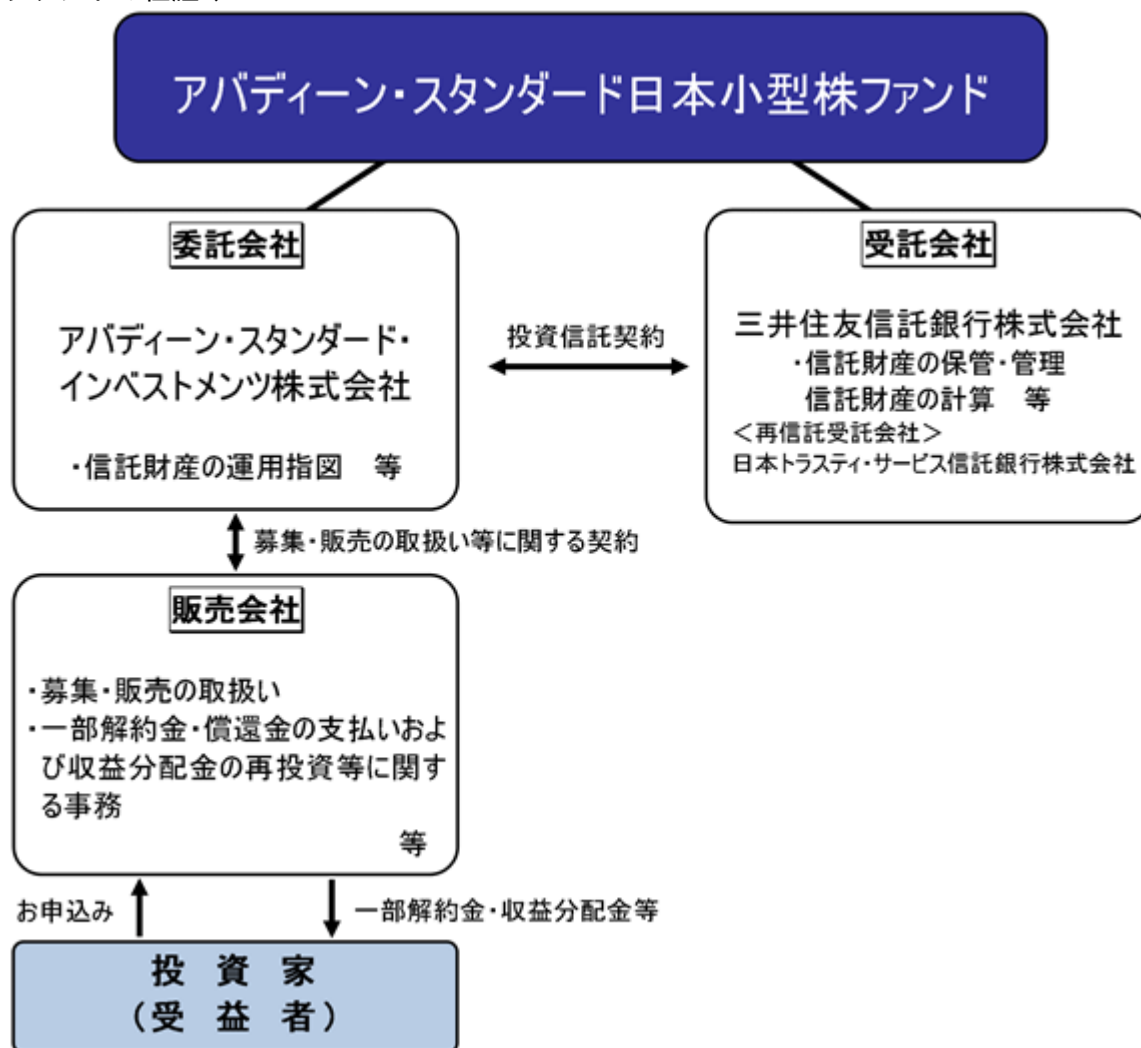 アバディーン・スタンダード日本小型株ファンド
委託会社
アバディーン・スタンダード・
インベストメンツ株式会社
・信託財産の運用指図　等
投資信託契約
受託会社
三井住友信託銀行株式会社
・信託財産の保管・管理
信託財産の計算　等
＜再信託受託会社＞
日本トラスティ・サービス信託銀行株式会社
募集・販売の取扱い等に関する契約
販売会社
・募集・販売の取扱い
・一部解約金・償還金の支払いおよ
び収益分配金の再投資等に関す
る事務
等
お申込み
一部解約金・収益分配金等
投　資　家
（受　益　者）